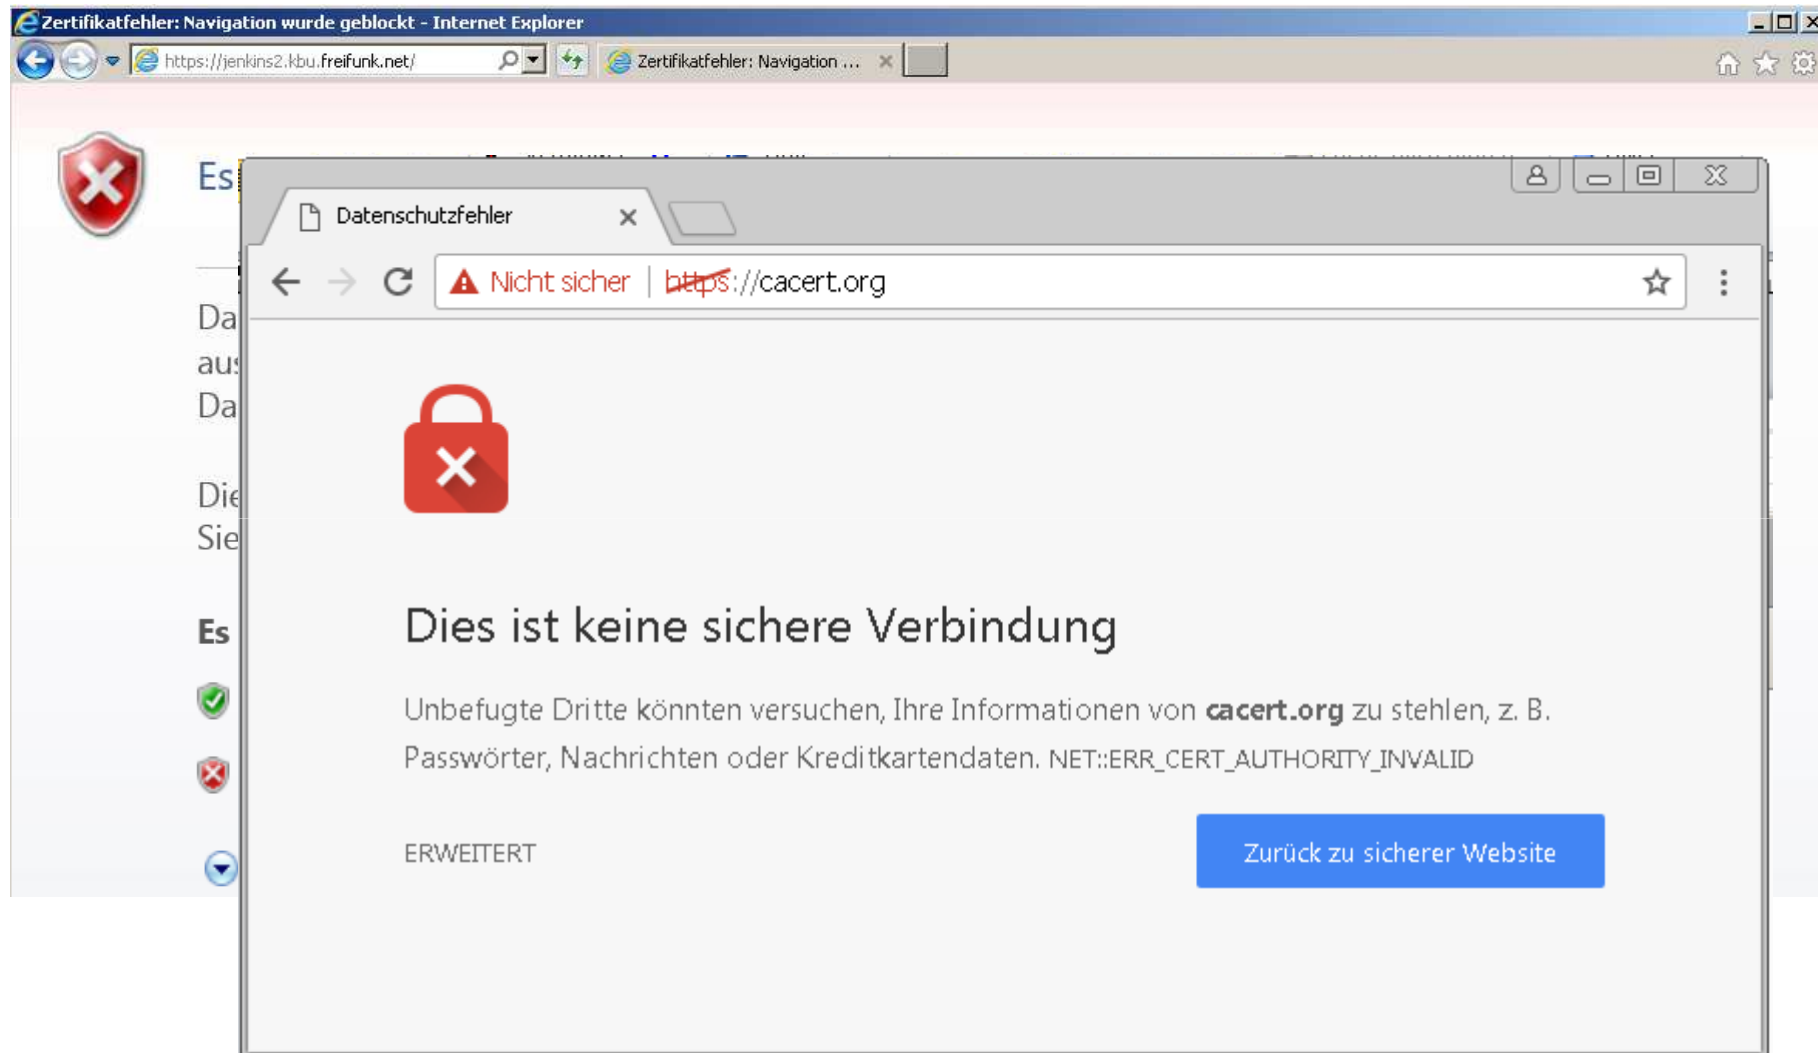 Zertifikatfehler: Navigation wurde geblockt - Internet Explorer
https://jenkins2.kbu.freifunk.net/
Zertifikatfehler: Navigation ...
Es
Datenschutzfehler
Nicht sicher | https://cacert.org
Da
aus
Da
Die
Sie
Es
Dies ist keine sichere Verbindung
Unbefugte Dritte könnten versuchen, Ihre Informationen von cacert.org zu stehlen, z. B.
Passwörter, Nachrichten oder Kreditkartendaten. NET::ERR_CERT_AUTHORITY_INVALID
ERWEITERT
Zurück zu sicherer Website